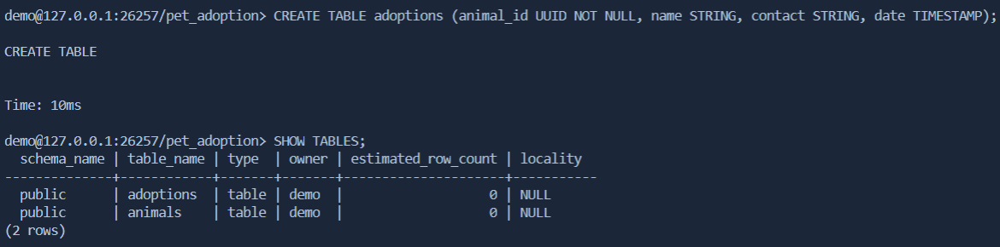 demo@127.0.0.1:26257/pet_adoption> CREATE TABLE adoptions (animal_id UUID NOT NULL, name STRING, contact STRING, date TIMESTAMP);
CREATE TABLE
Time: 10ms
demo@127.0.0.1:26257/pet_adoption> SHOW TABLES;
  schema_name | table_name | type  | owner | estimated_row_count | locality
--------------+------------+-------+-------+---------------------+-----------
  public      | adoptions  | table | demo  |                   0 | NULL
  public      | animals    | table | demo  |                   0 | NULL
(2 rows)